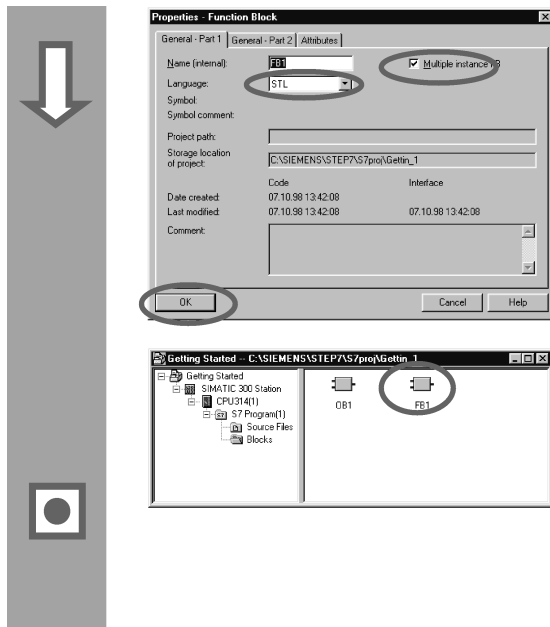 Properties - Function Block
General - Part 1 General - Part 2 Attributes
Name (internal): FB1 Multiple instance FB
Language: STL
Symbol:
Symbol comment:
Project path:
Storage location
of project: C:\SIEMENS\STEP7\S7proj\Gettin_1
Code Interface
Date created: 07.10.98 13:42:08
Last modified: 07.10.98 13:42:08 07.10.98 13:42:08
Comment:
OK Cancel Help
Getting Started -- C:\SIEMENS\STEP7\S7proj\Gettin_1
Getting Started
SIMATIC 300 Station
CPU314(1)
S7 Program(1)
Source Files
Blocks
OB1 FB1